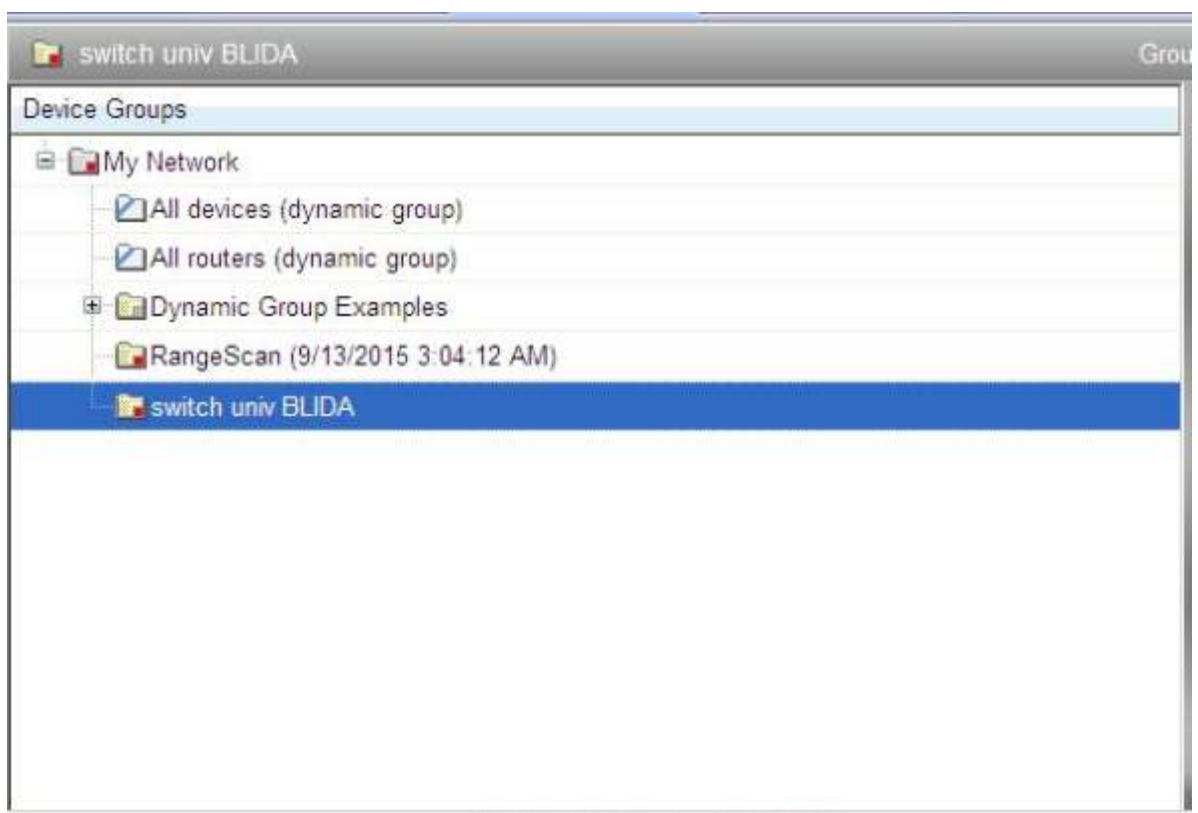 switch univ BLIDA
Grou
Device Groups
My Network
All devices (dynamic group)
All routers (dynamic group)
Dynamic Group Examples
RangeScan (9/13/2015 3:04:12 AM)
switch univ BLIDA